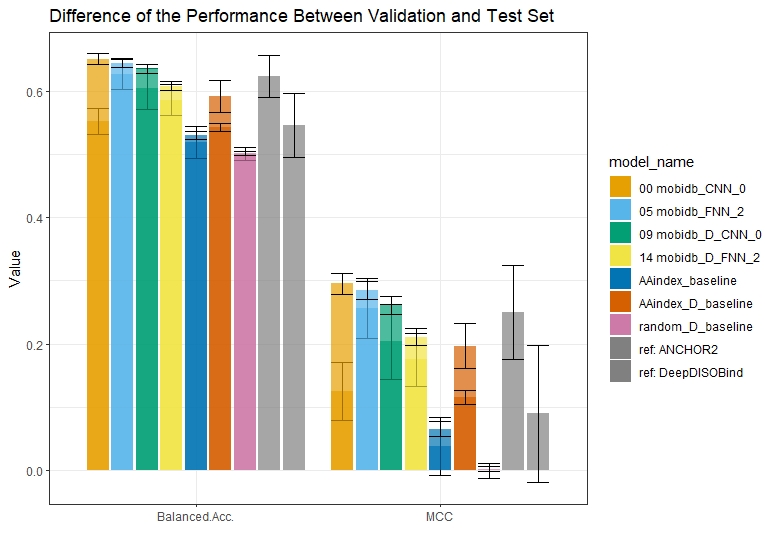 Difference of the Performance Between Validation and Test Set
Value
0.6
0.4
0.2
0.0
Balanced.Acc.
MCC
model_name
00 mobidb_CNN_0
05 mobidb_FNN_2
09 mobidb_D_CNN_0
14 mobidb_D_FNN_2
AAindex_baseline
AAindex_D_baseline
random_D_baseline
ref: ANCHOR2
ref: DeepDISOBind